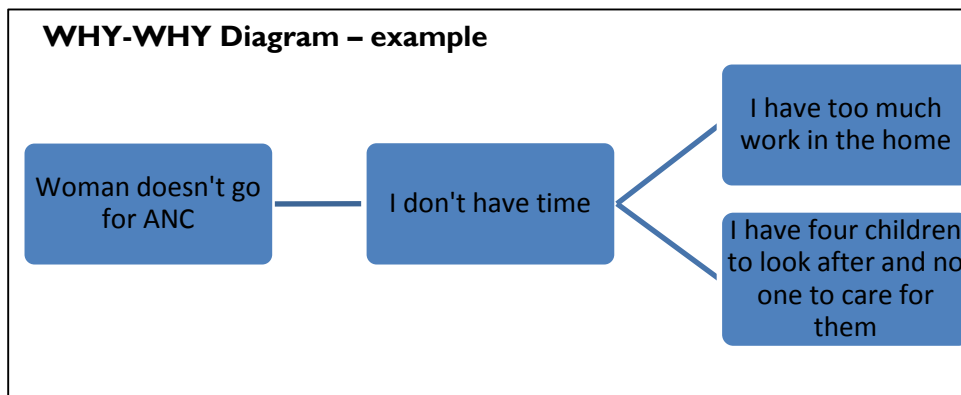 WHY-WHY Diagram – example
Woman doesn't go
for ANC
I don't have time
I have too much
work in the home
I have four children
to look after and no
one to care for
them